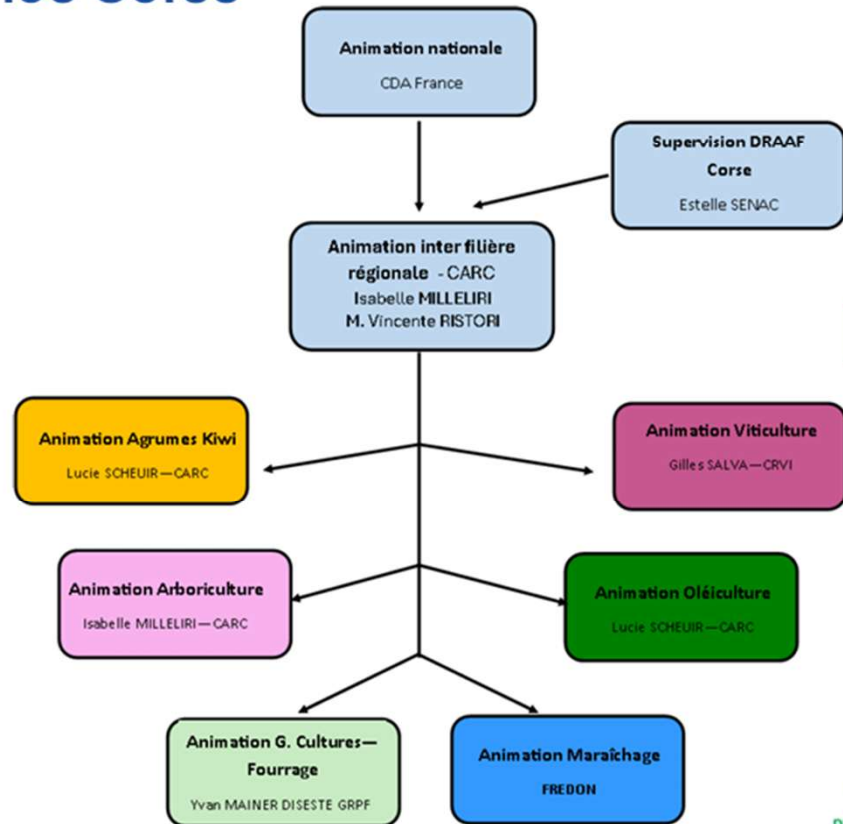 Animation nationale
CDA France
Supervision DRAAF
Corse
Estelle SENAC
Animation inter filière
régionale - CARC
Isabelle MILLELIRI
M. Vincente RISTORI
Animation Agrumes Kiwi
Lucie SCHEUIR—CARC
Animation Viticulture
Gilles SALVA—CRVI
Animation Arboriculture
Isabelle MILLELIRI—CARC
Animation Oléiculture
Lucie SCHEUIR—CARC
Animation G. Cultures—
Fourrage
Yvan MAINER DISESTE GRPF
Animation Maraîchage
FREDON